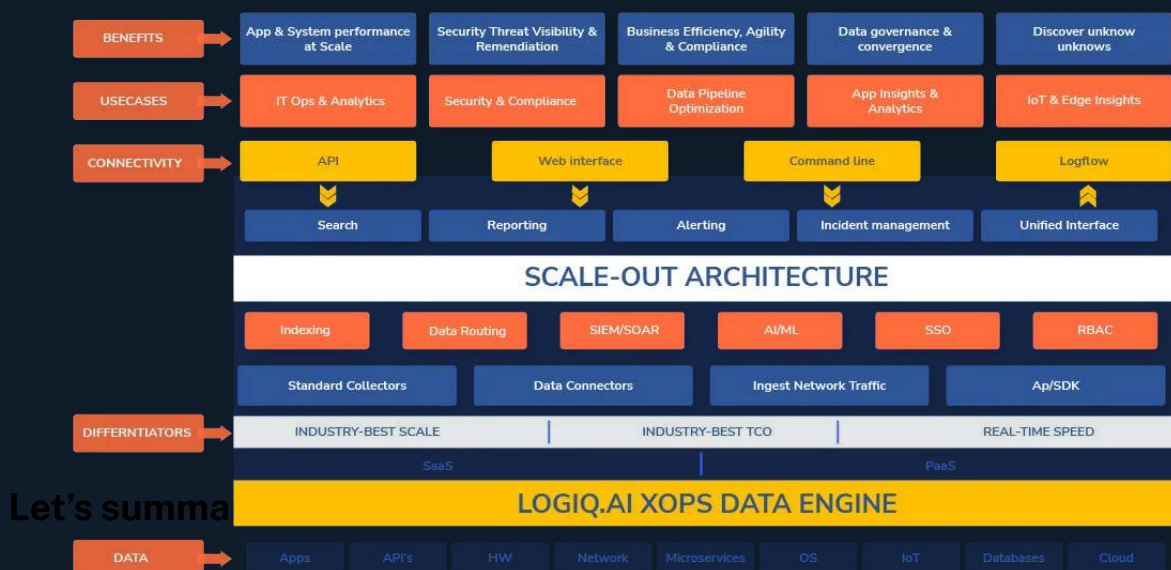 BENEFITS
App & System performance
at Scale
Security Threat Visibility &
Remendiation
Business Efficiency, Agility
& Compliance
Data governance &
convergence
Discover unknow
unknows
USECASES
IT Ops & Analytics
Security & Compliance
Data Pipeline
Optimization
App Insights &
Analytics
IoT & Edge Insights
CONNECTIVITY
API
Web interface
Command line
Logflow
Search
Reporting
Alerting
Incident management
Unified Interface
SCALE-OUT ARCHITECTURE
Indexing
Data Routing
SIEM/SOAR
AI/ML
SSO
RBAC
Standard Collectors
Data Connectors
Ingest Network Traffic
Ap/SDK
DIFFERNTIATORS
INDUSTRY-BEST SCALE
INDUSTRY-BEST TCO
REAL-TIME SPEED
SaaS
PaaS
Let's summa
LOGIQ.AI XOPS DATA ENGINE
DATA
Apps
API's
HW
Network
Microservices
OS
IoT
Databases
Cloud